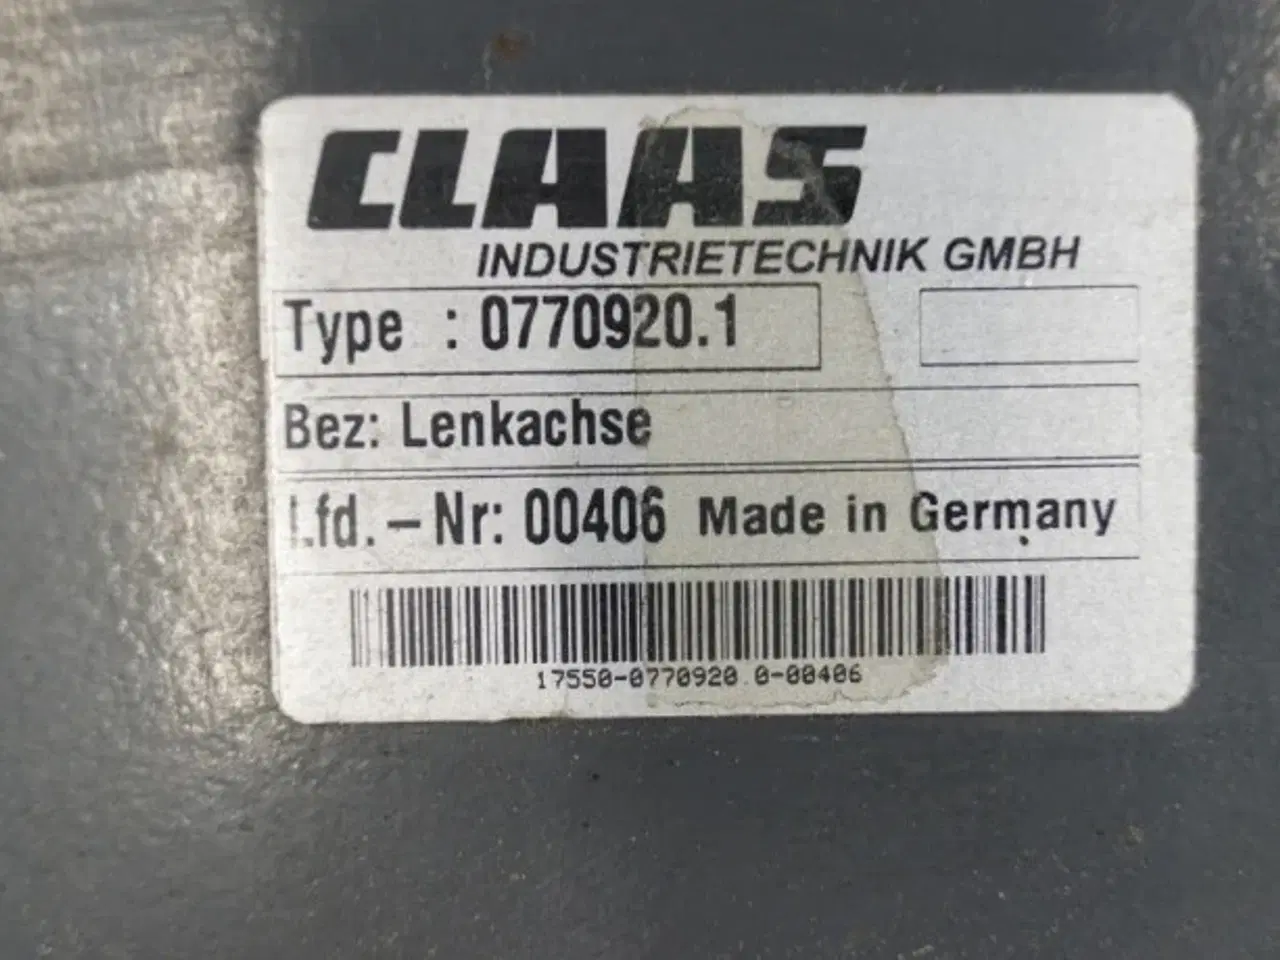 CLAAS
INDUSTRIETECHNIK GMBH
Type : 0770920.1
Bez: Lenkachse
Lfd.-Nr: 00406 Made in Germany
17550-0770920.0-00406